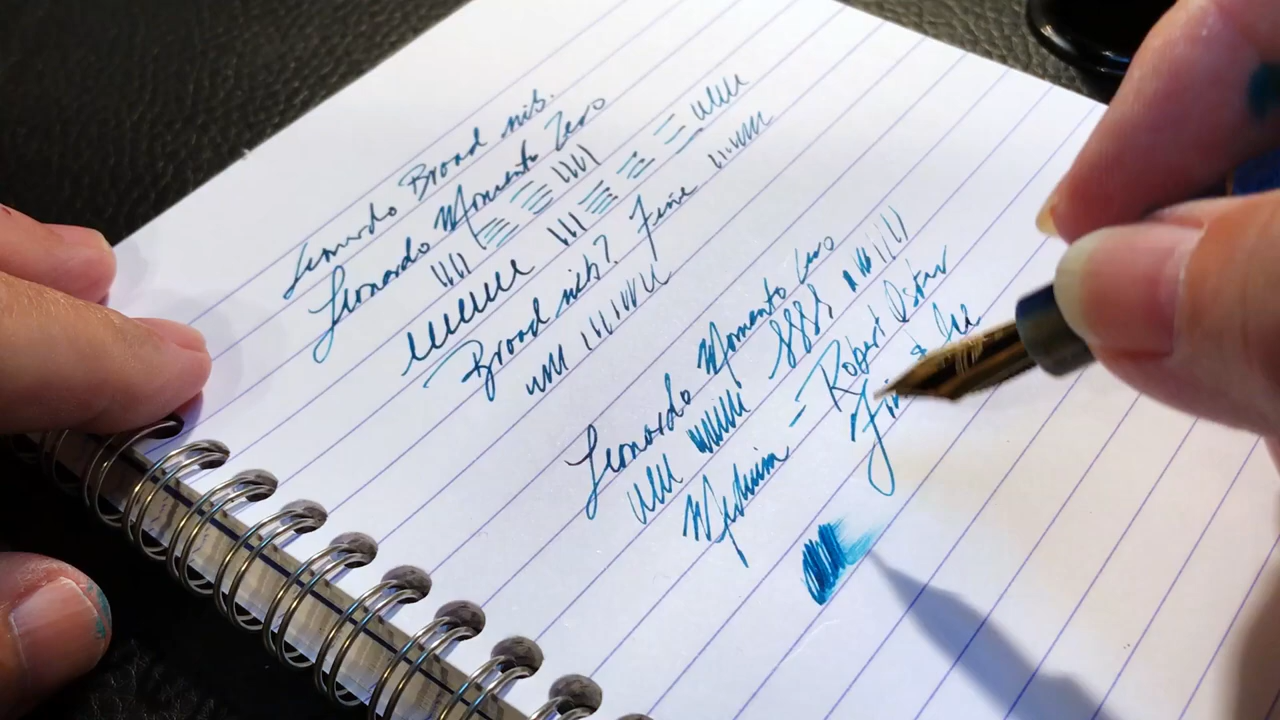 Leonardo Broad nib.
Leonardo Momento Zero
Broad nib? Fine
Leonardo Momento Zero
Medium - Robert Oster
Fire & Ice